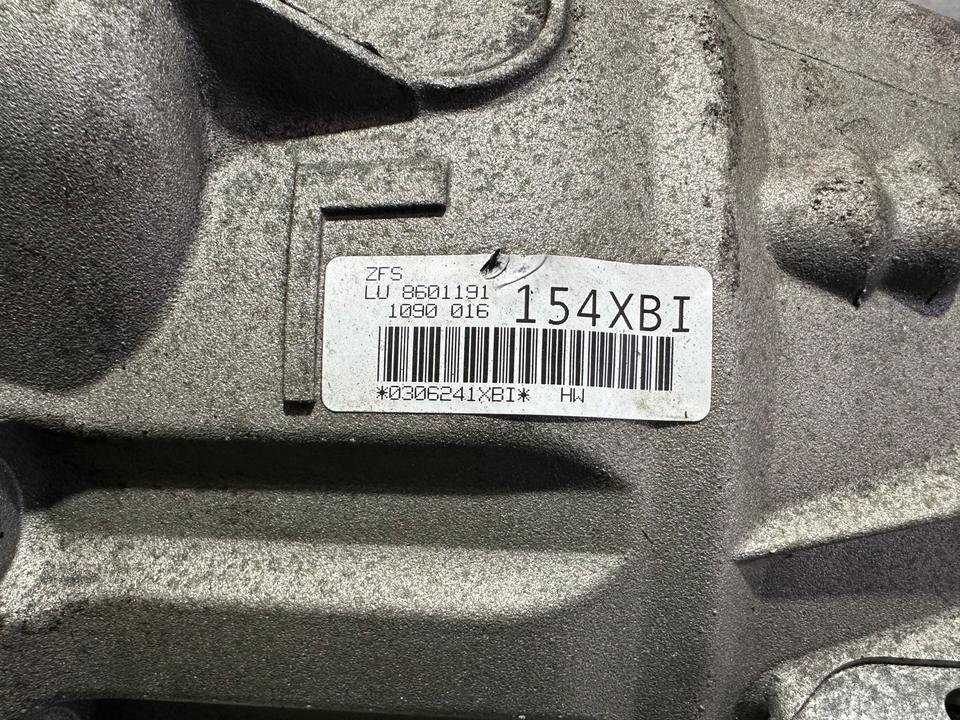 ZFS
LU 8601191
1090 016
154XBI
*0306241XBI* HW